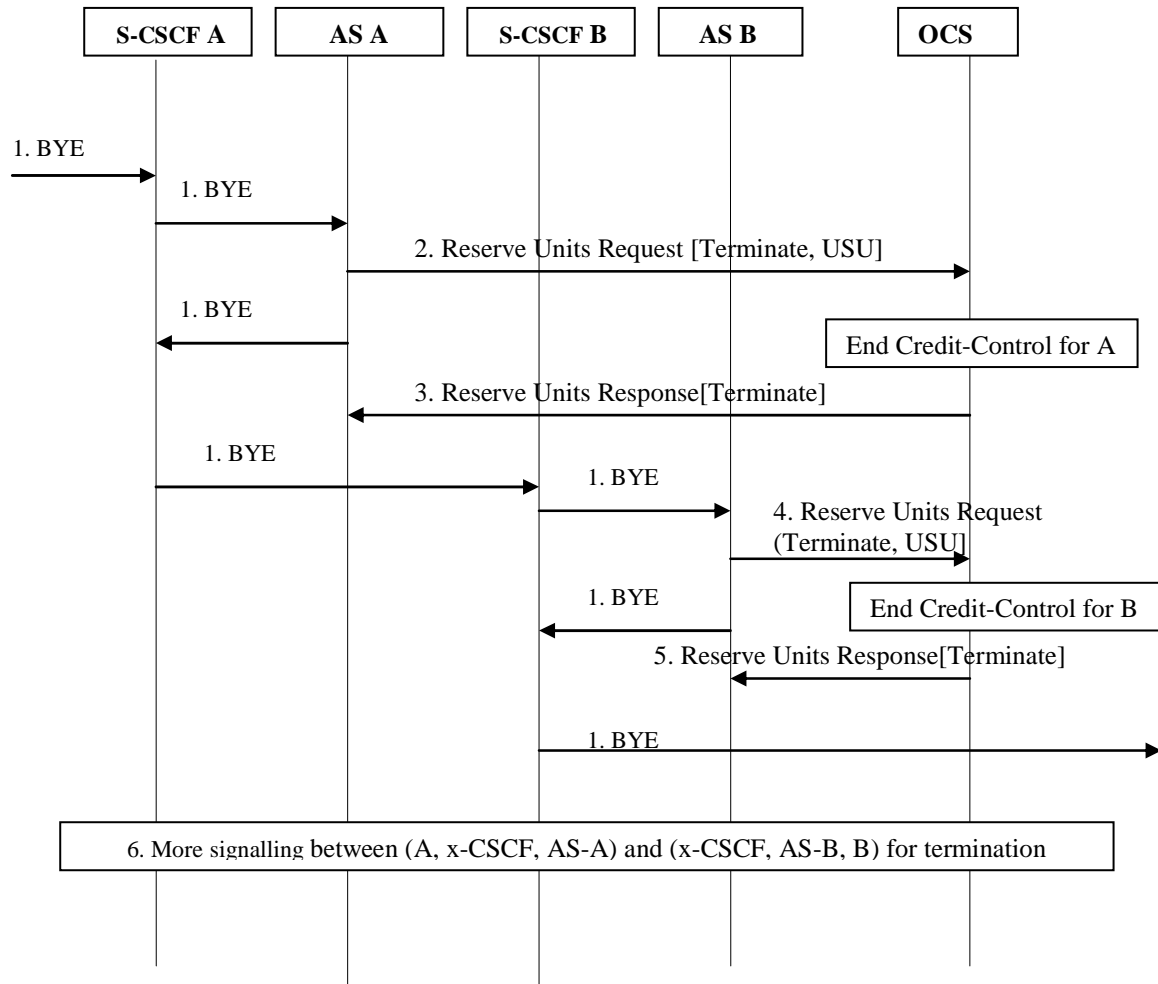 S-CSCF A
AS A
S-CSCF B
AS B
OCS
1. BYE
1. BYE
2. Reserve Units Request [Terminate, USU]
1. BYE
End Credit-Control for A
3. Reserve Units Response[Terminate]
1. BYE
1. BYE
4. Reserve Units Request
(Terminate, USU]
1. BYE
End Credit-Control for B
5. Reserve Units Response[Terminate]
1. BYE
6. More signalling between (A, x-CSCF, AS-A) and (x-CSCF, AS-B, B) for termination